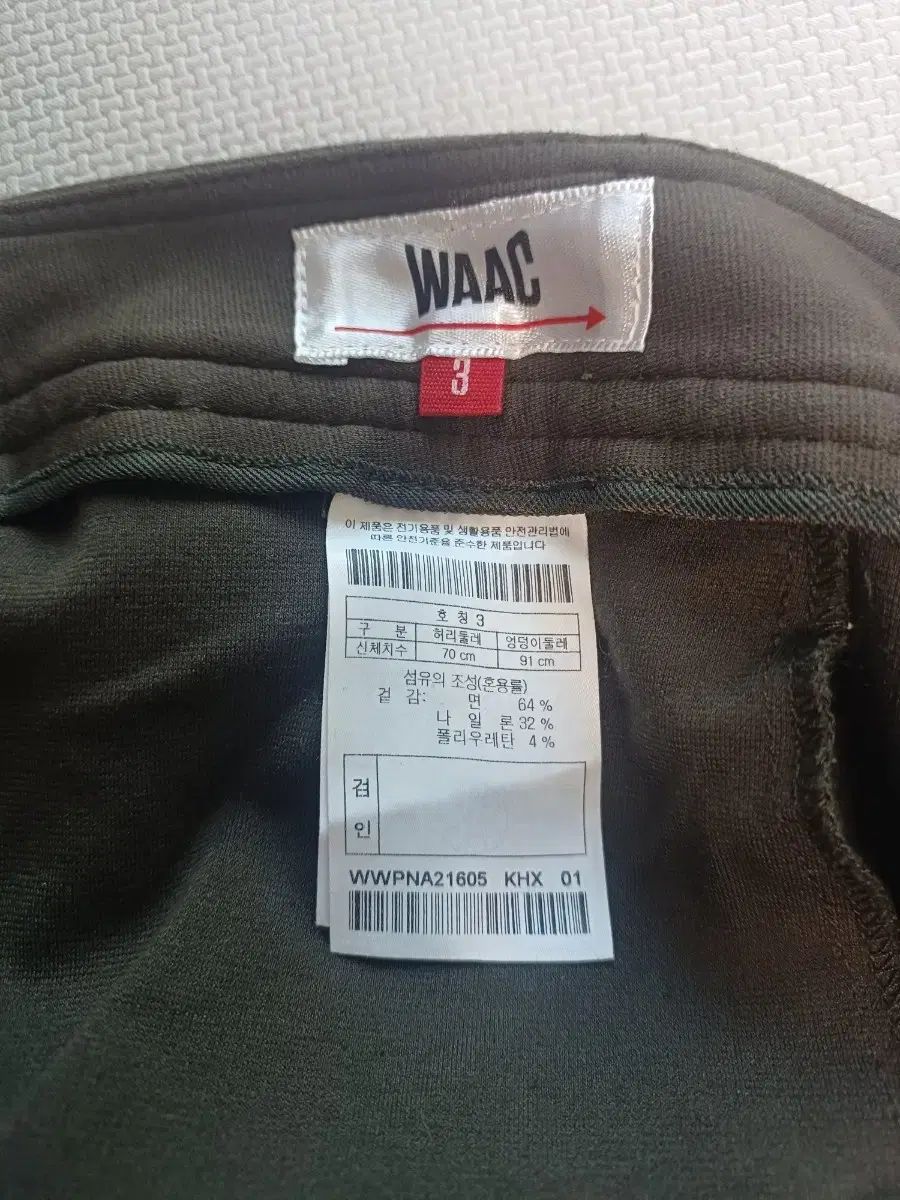 WAAC
3
이 제품은 전기용품 및 생활용품 안전관리법에
따른 안전기준을 준수한 제품입니다
호 칭 3
구 분 허리둘레 엉덩이둘레
신체치수 70 cm 91 cm
섬유의 조성(혼용률)
겉 감: 면 64 %
나 일 론 32 %
폴리우레탄 4 %
검
인
WWPNA21605 KHX 01